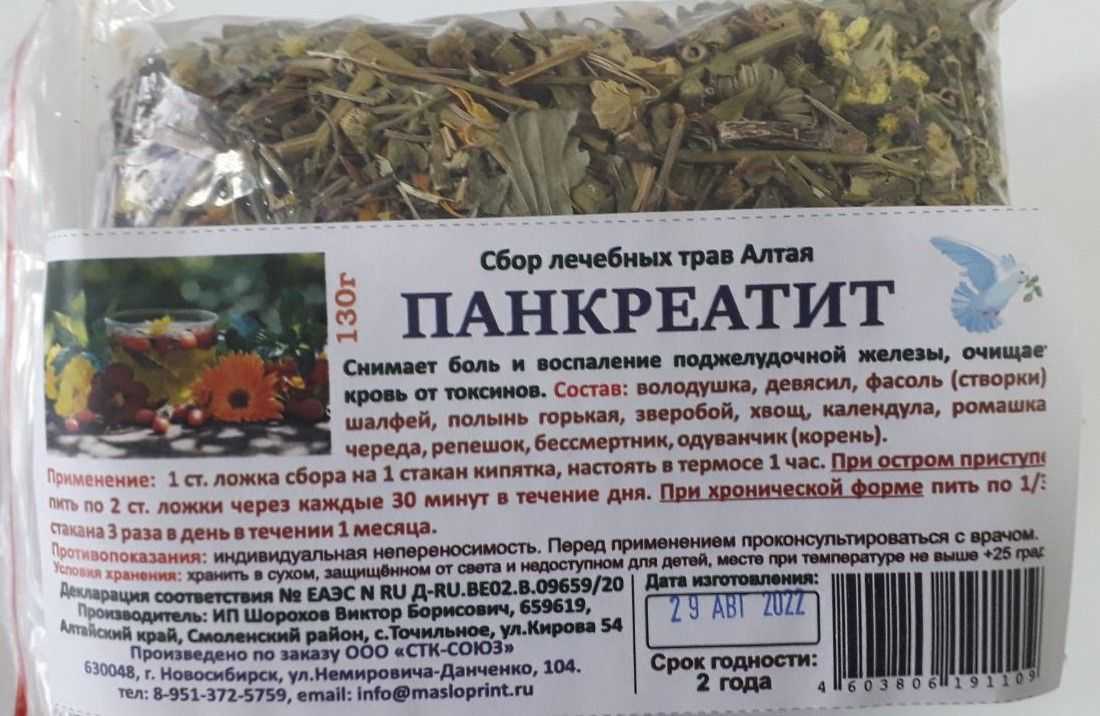 Сбор лечебных трав Алтая
130г
ПАНКРЕАТИТ
Снимает боль и воспаление поджелудочной железы, очищае
кровь от токсинов. Состав: володушка, девясил, фасоль (створки)
шалфей, полынь горькая, зверобой, хвощ, календула, ромашка
череда, репешок, бессмертник, одуванчик (корень).
Применение: 1 ст. ложка сбора на 1 стакан кипятка, настоять в термосе 1 час. При остром приступе
пить по 2 ст. ложки через каждые 30 минут в течение дня. При хронической форме пить по 1/3
стакана 3 раза в день в течении 1 месяца.
Противопоказания: индивидуальная непереносимость. Перед применением проконсультироваться с врачом.
Условия хранения: хранить в сухом, защищённом от света и недоступном для детей, месте при температуре не выше +25 град
Декларация соответствия № ЕАЭС N RU Д-RU.ВЕ02.В.09659/20
Производитель: ИП Шорохов Виктор Борисович, 659619,
Алтайский край, Смоленский район, с.Точильное, ул.Кирова 54
Произведено по заказу ООО «СТК-СОЮЗ»
630048, г. Новосибирск, ул.Немировича-Данченко, 104.
тел: 8-951-372-5759, email: info@masloprint.ru
Дата изготовления:
29 АВГ 2022
Срок годности:
2 года
4 603806 191109